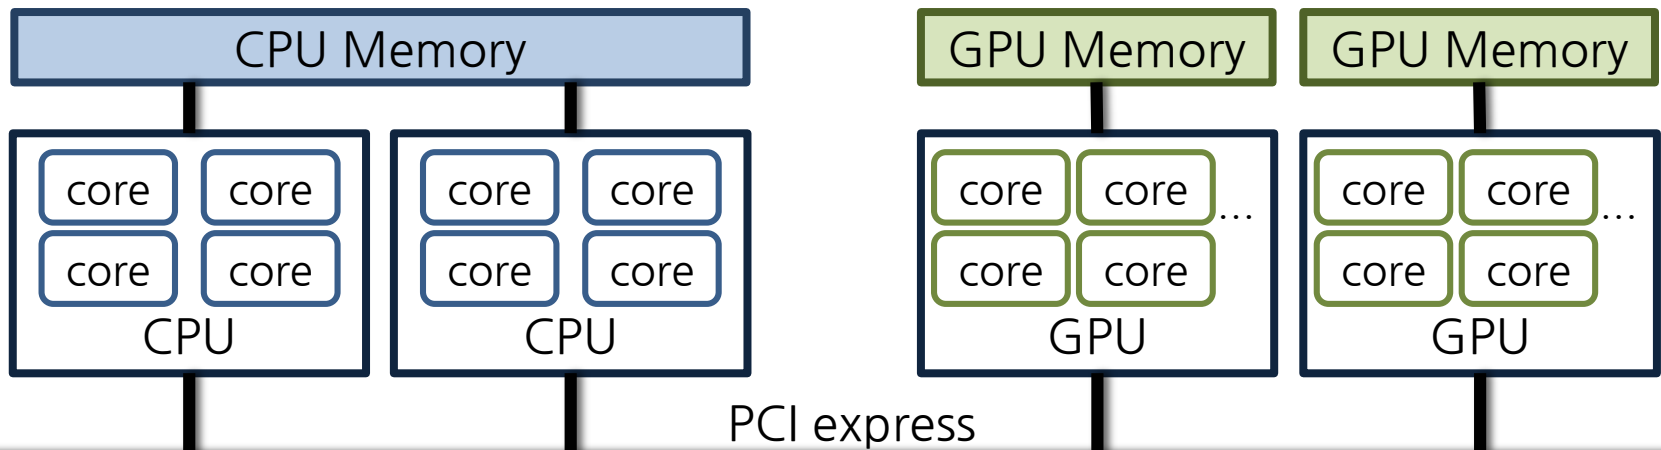 CPU Memory GPU Memory GPU Memory
core core core core core core ... core core ...
core core core core core core core core
CPU CPU GPU GPU
PCI express